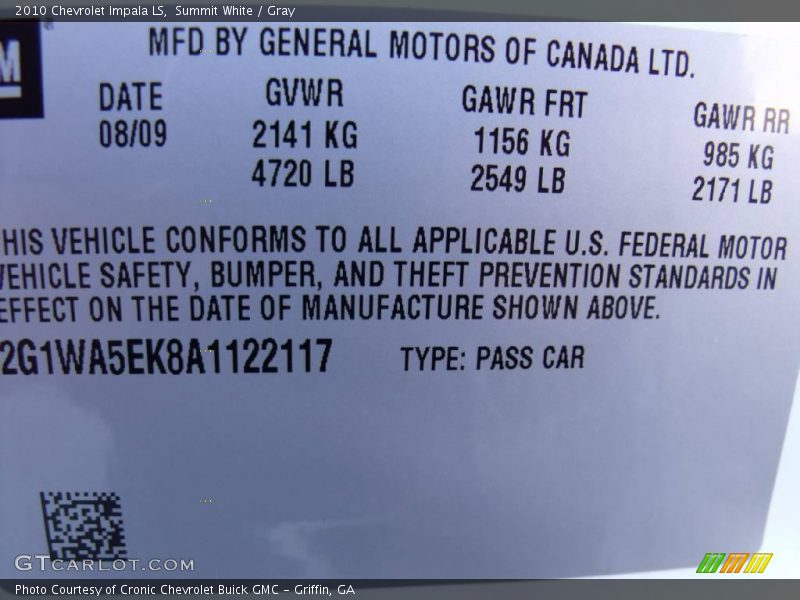 2010 Chevrolet Impala LS, Summit White / Gray
M
MFD BY GENERAL MOTORS OF CANADA LTD.
DATE GVWR GAWR FRT GAWR RR
08/09 2141 KG 1156 KG 985 KG
4720 LB 2549 LB 2171 LB
HIS VEHICLE CONFORMS TO ALL APPLICABLE U.S. FEDERAL MOTOR
VEHICLE SAFETY, BUMPER, AND THEFT PREVENTION STANDARDS IN
EFFECT ON THE DATE OF MANUFACTURE SHOWN ABOVE.
2G1WA5EK8A1122117 TYPE: PASS CAR
GTCARLOT.COM
Photo Courtesy of Cronic Chevrolet Buick GMC - Griffin, GA